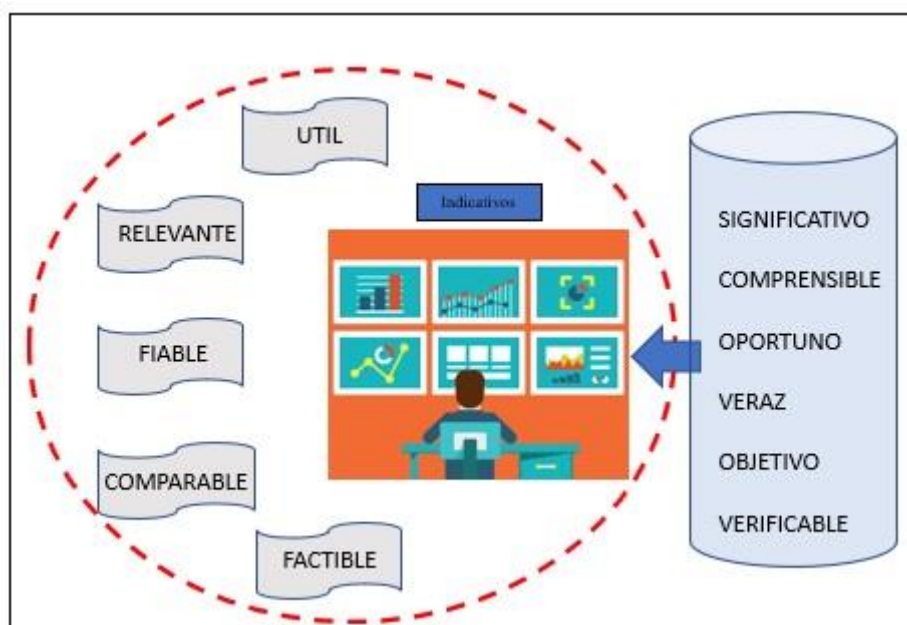 UTIL
RELEVANTE
FIABLE
COMPARABLE
FACTIBLE
Indicativos
SIGNIFICATIVO
COMPRENSIBLE
OPORTUNO
VERAZ
OBJETIVO
VERIFICABLE